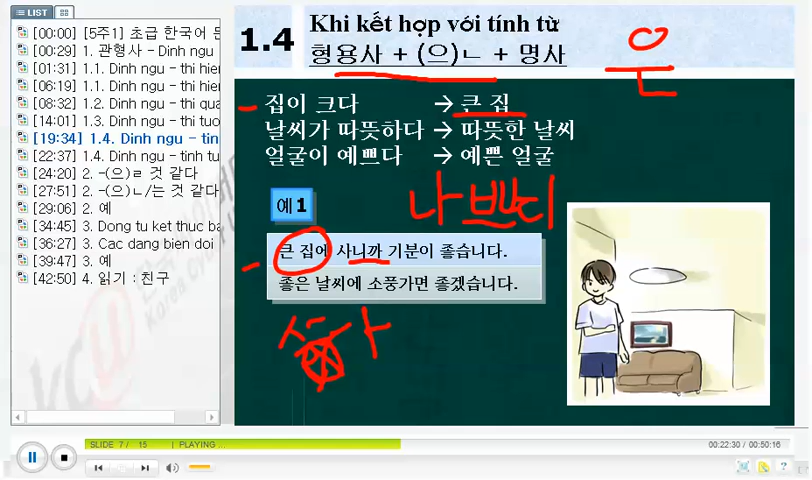 LIST
[00:00] [5주1] 초급 한국어 문
[00:29] 1. 관형사 - Dinh ngu
[01:31] 1.1. Dinh ngu - thi hien
[06:19] 1.1. Dinh ngu - thi hien
[08:32] 1.2. Dinh ngu - thi qua
[14:01] 1.3. Dinh ngu - thi tuo
[19:34] 1.4. Dinh ngu - tinh
[22:37] 1.4. Dinh ngu - tinh tu
[24:20] 2. -(으)ㄹ 것 같다
[27:51] 2. -(으)ㄴ/는 것 같다
[29:06] 2. 예
[34:45] 3. Dong tu ket thuc ba
[36:27] 3. Cac dang bien doi
[39:47] 3. 예
[42:50] 4. 읽기 : 친구
1.4
Khi kết hợp với tính từ
형용사 + (으)ㄴ + 명사
은
집이 크다 → 큰 집
날씨가 따뜻하다 → 따뜻한 날씨
얼굴이 예쁘다 → 예쁜 얼굴
나쁘다
예1
큰 집에 사니까 기분이 좋습니다.
좋은 날씨에 소풍가면 좋겠습니다.
SLIDE 7 / 15 | PLAYING ...
00:22:30 / 00:50:16